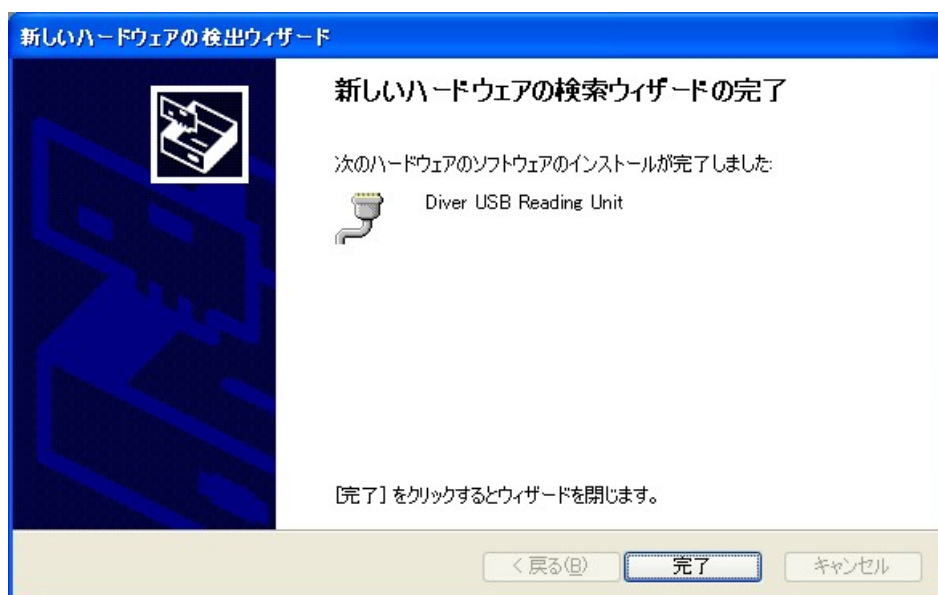 新しいハードウェアの検出ウィザード
新しいハードウェアの検索ウィザードの完了
次のハードウェアのソフトウェアのインストールが完了しました:
Diver USB Reading Unit
[完了] をクリックするとウィザードを閉じます。
< 戻る(B)
完了
キャンセル